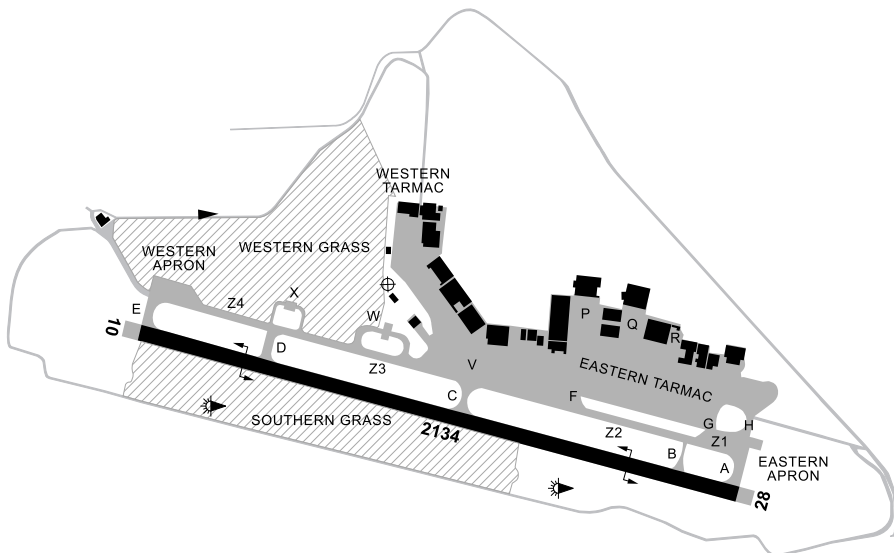 WESTERN
TARMAC
WESTERN GRASS
WESTERN
APRON
X
Z4
E
W
P
Q
R
10
D
Z3
V
EASTERN TARMAC
C
F
SOUTHERN GRASS
2134
G
H
Z2
Z1
B
A
EASTERN
APRON
28